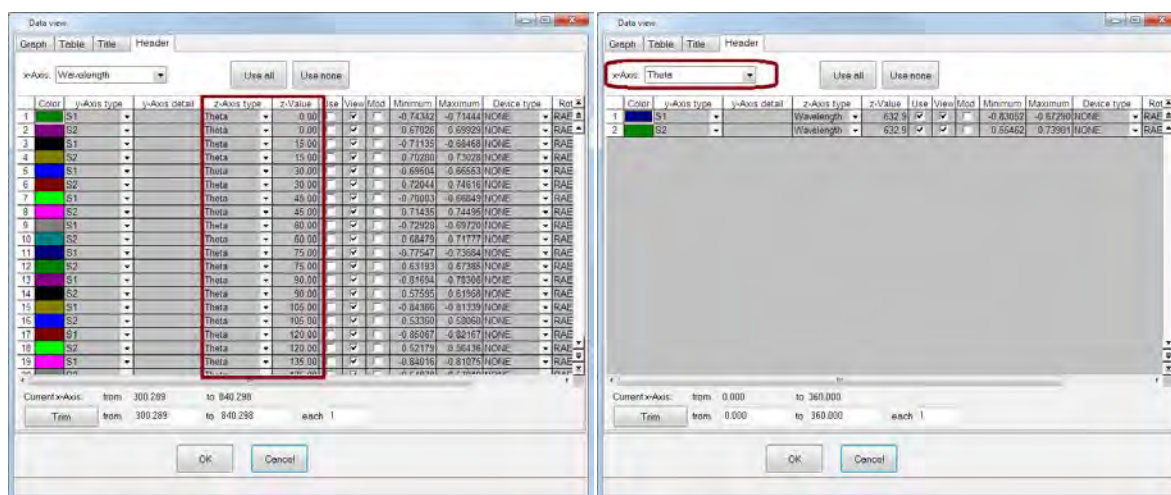 Data view
Graph Table Title Header
x-Axis: Wavelength Use all Use none
Color y-Axis type y-Axis detail z-Axis type z-Value Use View Mod Minimum Maximum Device type Rot
1 S1 Theta 0.00 -0.74342 -0.71444 NONE RAE
2 S2 Theta 0.00 0.67026 0.69929 NONE RAE
3 S1 Theta 15.00 -0.71135 -0.68468 NONE RAE
4 S2 Theta 15.00 0.70280 0.73028 NONE RAE
5 S1 Theta 30.00 -0.69504 -0.66553 NONE RAE
6 S2 Theta 30.00 0.72044 0.74616 NONE RAE
7 S1 Theta 45.00 -0.70003 -0.66849 NONE RAE
8 S2 Theta 45.00 0.71435 0.74495 NONE RAE
9 S1 Theta 60.00 -0.72928 -0.69720 NONE RAE
10 S2 Theta 60.00 0.68479 0.71777 NONE RAE
11 S1 Theta 75.00 -0.77547 -0.73684 NONE RAE
12 S2 Theta 75.00 0.63193 0.67385 NONE RAE
13 S1 Theta 90.00 -0.81694 -0.78306 NONE RAE
14 S2 Theta 90.00 0.57595 0.61968 NONE RAE
15 S1 Theta 105.00 -0.84366 -0.81339 NONE RAE
16 S2 Theta 105.00 0.53360 0.58060 NONE RAE
17 S1 Theta 120.00 -0.85067 -0.82167 NONE RAE
18 S2 Theta 120.00 0.52179 0.56436 NONE RAE
19 S1 Theta 135.00 -0.84016 -0.81075 NONE RAE
Current x-Axis: from 300.289 to 840.298
Trim from 300.289 to 840.298 each 1
OK Cancel
Data view
Graph Table Title Header
x-Axis: Theta Use all Use none
Color y-Axis type y-Axis detail z-Axis type z-Value Use View Mod Minimum Maximum Device type Rot
1 S1 Wavelength 632.9 -0.83052 -0.67290 NONE RAE
2 S2 Wavelength 632.9 0.55462 0.73901 NONE RAE
Current x-Axis: from 0.000 to 360.000
Trim from 0.000 to 360.000 each 1
OK Cancel